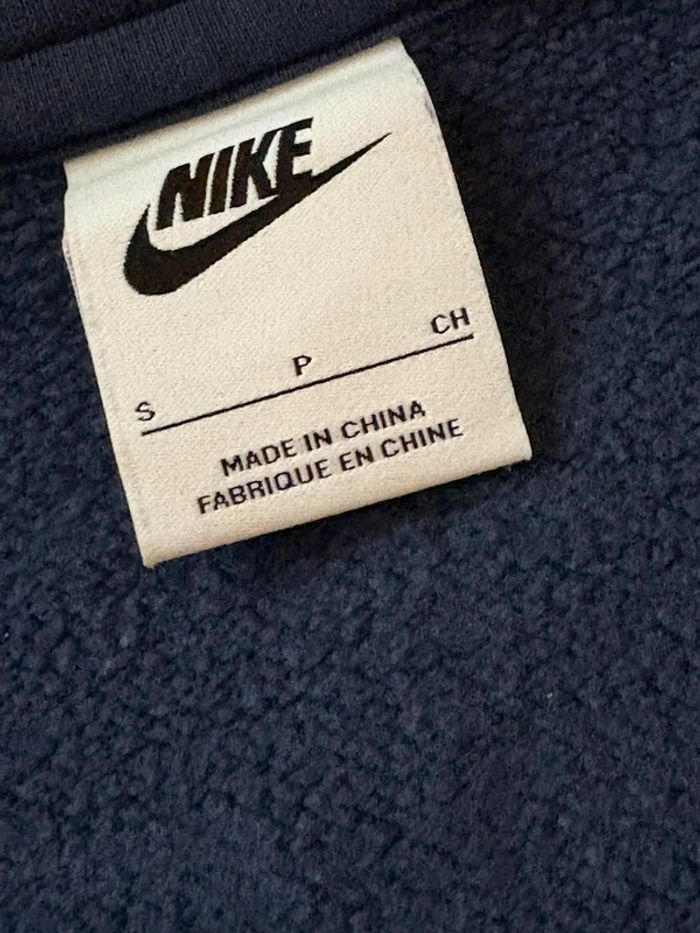 NIKE
S P CH
MADE IN CHINA
FABRIQUE EN CHINE